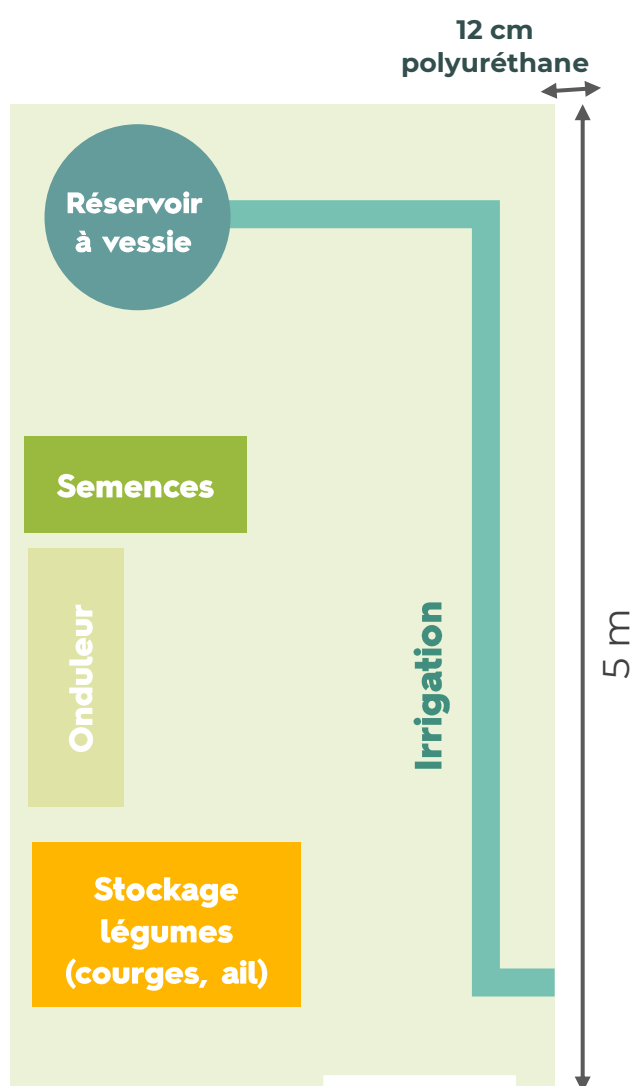 12 cm
polyuréthane
Réservoir
à vessie
Semences
Onduleur
Irrigation
5 m
Stockage
légumes
(courges, ail)